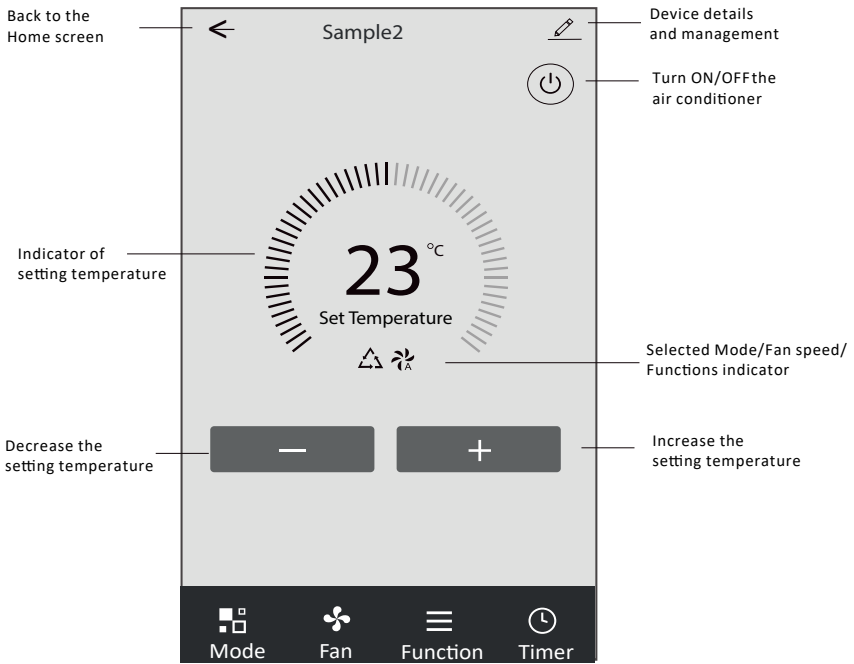 Back to the
Home screen
Sample2
Device details
and management
Turn ON/OFF the
air conditioner
Indicator of
setting temperature
23 °C
Set Temperature
A
Selected Mode/Fan speed/
Functions indicator
Decrease the
setting temperature
Increase the
setting temperature
Mode
Fan
Function
Timer